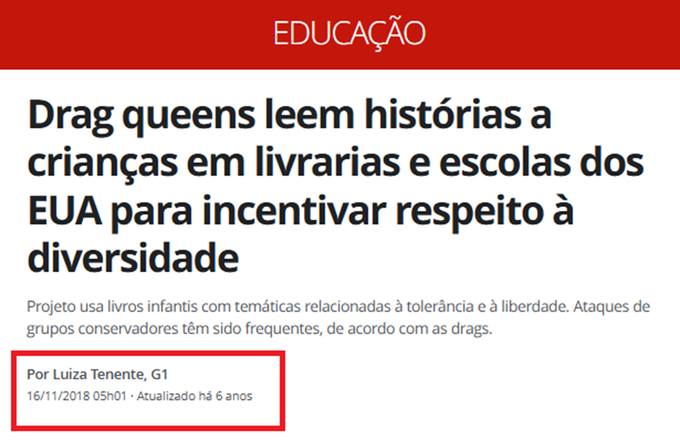 EDUCAÇÃO
Drag queens leem histórias a
crianças em livrarias e escolas dos
EUA para incentivar respeito à
diversidade
Projeto usa livros infantis com temáticas relacionadas à tolerância e à liberdade. Ataques de
grupos conservadores têm sido frequentes, de acordo com as drags.
Por Luiza Tenente, G1
16/11/2018 05h01 · Atualizado há 6 anos